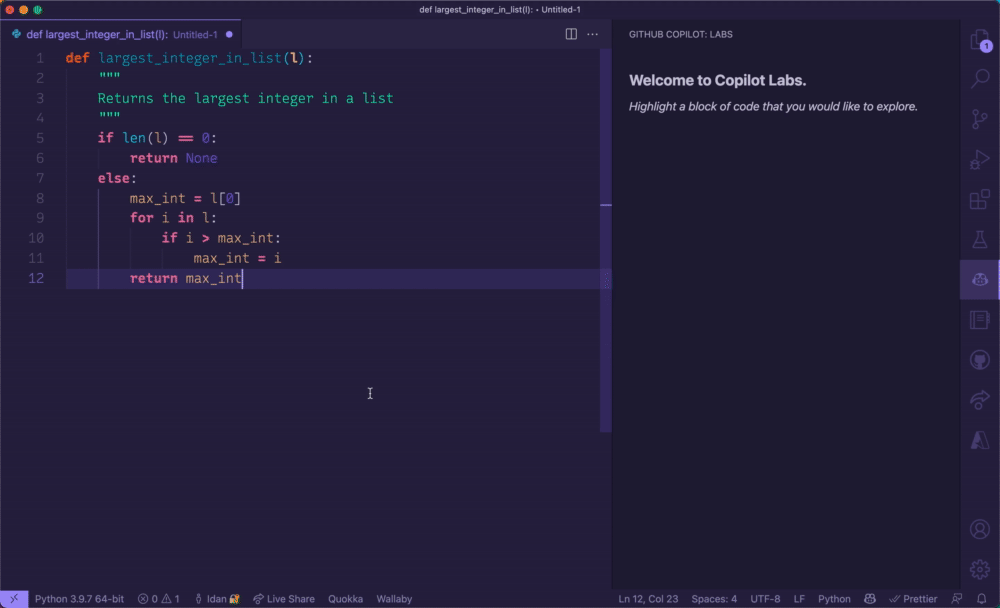 def largest_integer_in_list(l): • Untitled-1
def largest_integer_in_list(l): Untitled-1
GITHUB COPILOT: LABS
1 def largest_integer_in_list(l):
2 """
3 Returns the largest integer in a list
4 """
5 if len(l) == 0:
6 return None
7 else:
8 max_int = l[0]
9 for i in l:
10 if i > max_int:
11 max_int = i
12 return max_int
Welcome to Copilot Labs.
Highlight a block of code that you would like to explore.
1
Python 3.9.7 64-bit 0 1 Idan Live Share Quokka Wallaby Ln 12, Col 23 Spaces: 4 UTF-8 LF Python Prettier